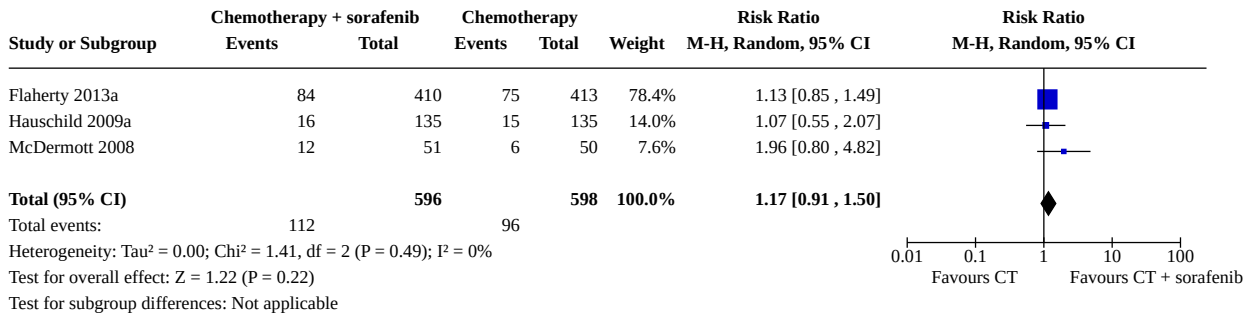 Chemotherapy + sorafenib Chemotherapy Risk Ratio Risk Ratio
Study or Subgroup Events Total Events Total Weight M-H, Random, 95% CI M-H, Random, 95% CI
Flaherty 2013a 84 410 75 413 78.4% 1.13 [0.85 , 1.49]
Hauschild 2009a 16 135 15 135 14.0% 1.07 [0.55 , 2.07]
McDermott 2008 12 51 6 50 7.6% 1.96 [0.80 , 4.82]
Total (95% CI) 596 598 100.0% 1.17 [0.91 , 1.50]
Total events: 112 96
Heterogeneity: Tau² = 0.00; Chi² = 1.41, df = 2 (P = 0.49); I² = 0%
0.01 0.1 1 10 100
Test for overall effect: Z = 1.22 (P = 0.22) Favours CT Favours CT + sorafenib
Test for subgroup differences: Not applicable